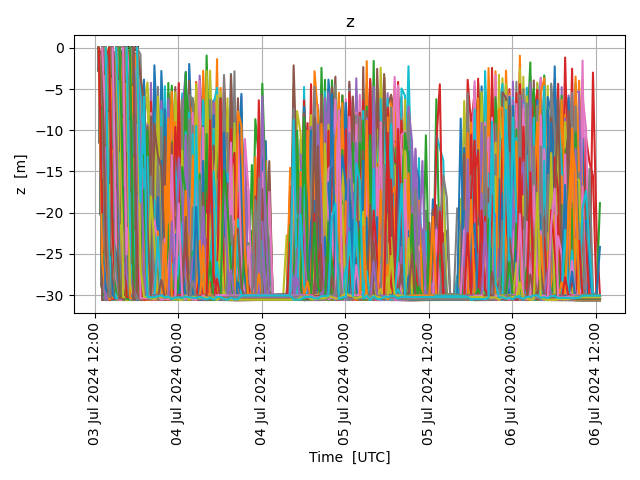 z
0
−5
−10
−15
−20
−25
−30
z [m]
03 Jul 2024 12:00
04 Jul 2024 00:00
04 Jul 2024 12:00
05 Jul 2024 00:00
05 Jul 2024 12:00
06 Jul 2024 00:00
06 Jul 2024 12:00
Time [UTC]